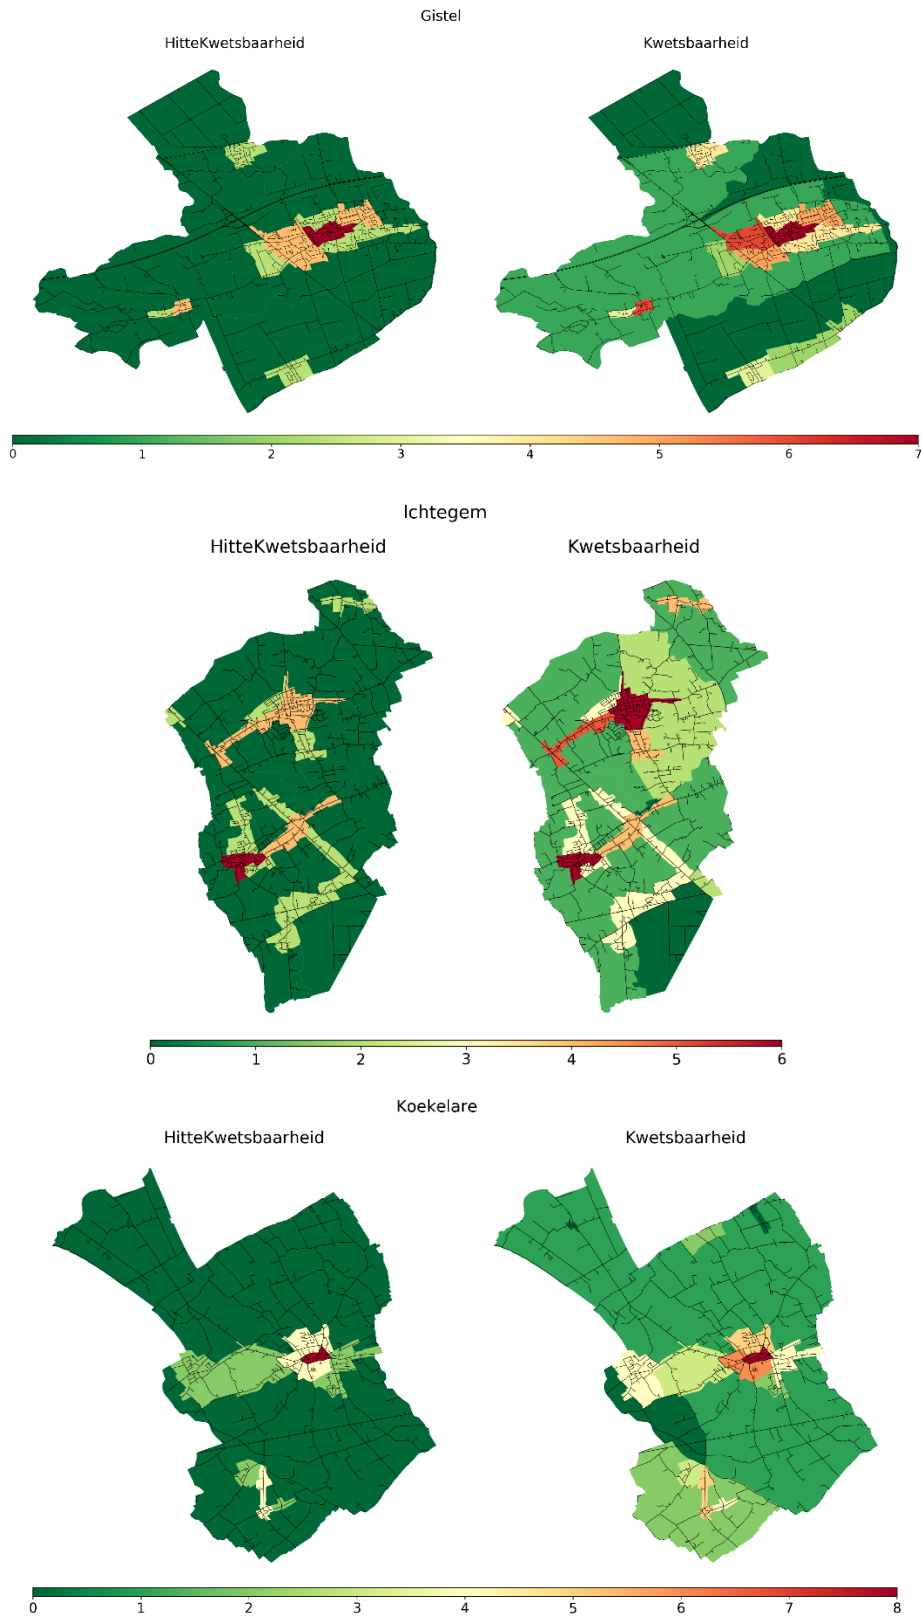 Gistel
HitteKwetsbaarheid Kwetsbaarheid
0 1 2 3 4 5 6 7
Ichtegem
HitteKwetsbaarheid Kwetsbaarheid
0 1 2 3 4 5 6
Koekelare
HitteKwetsbaarheid Kwetsbaarheid
0 1 2 3 4 5 6 7 8